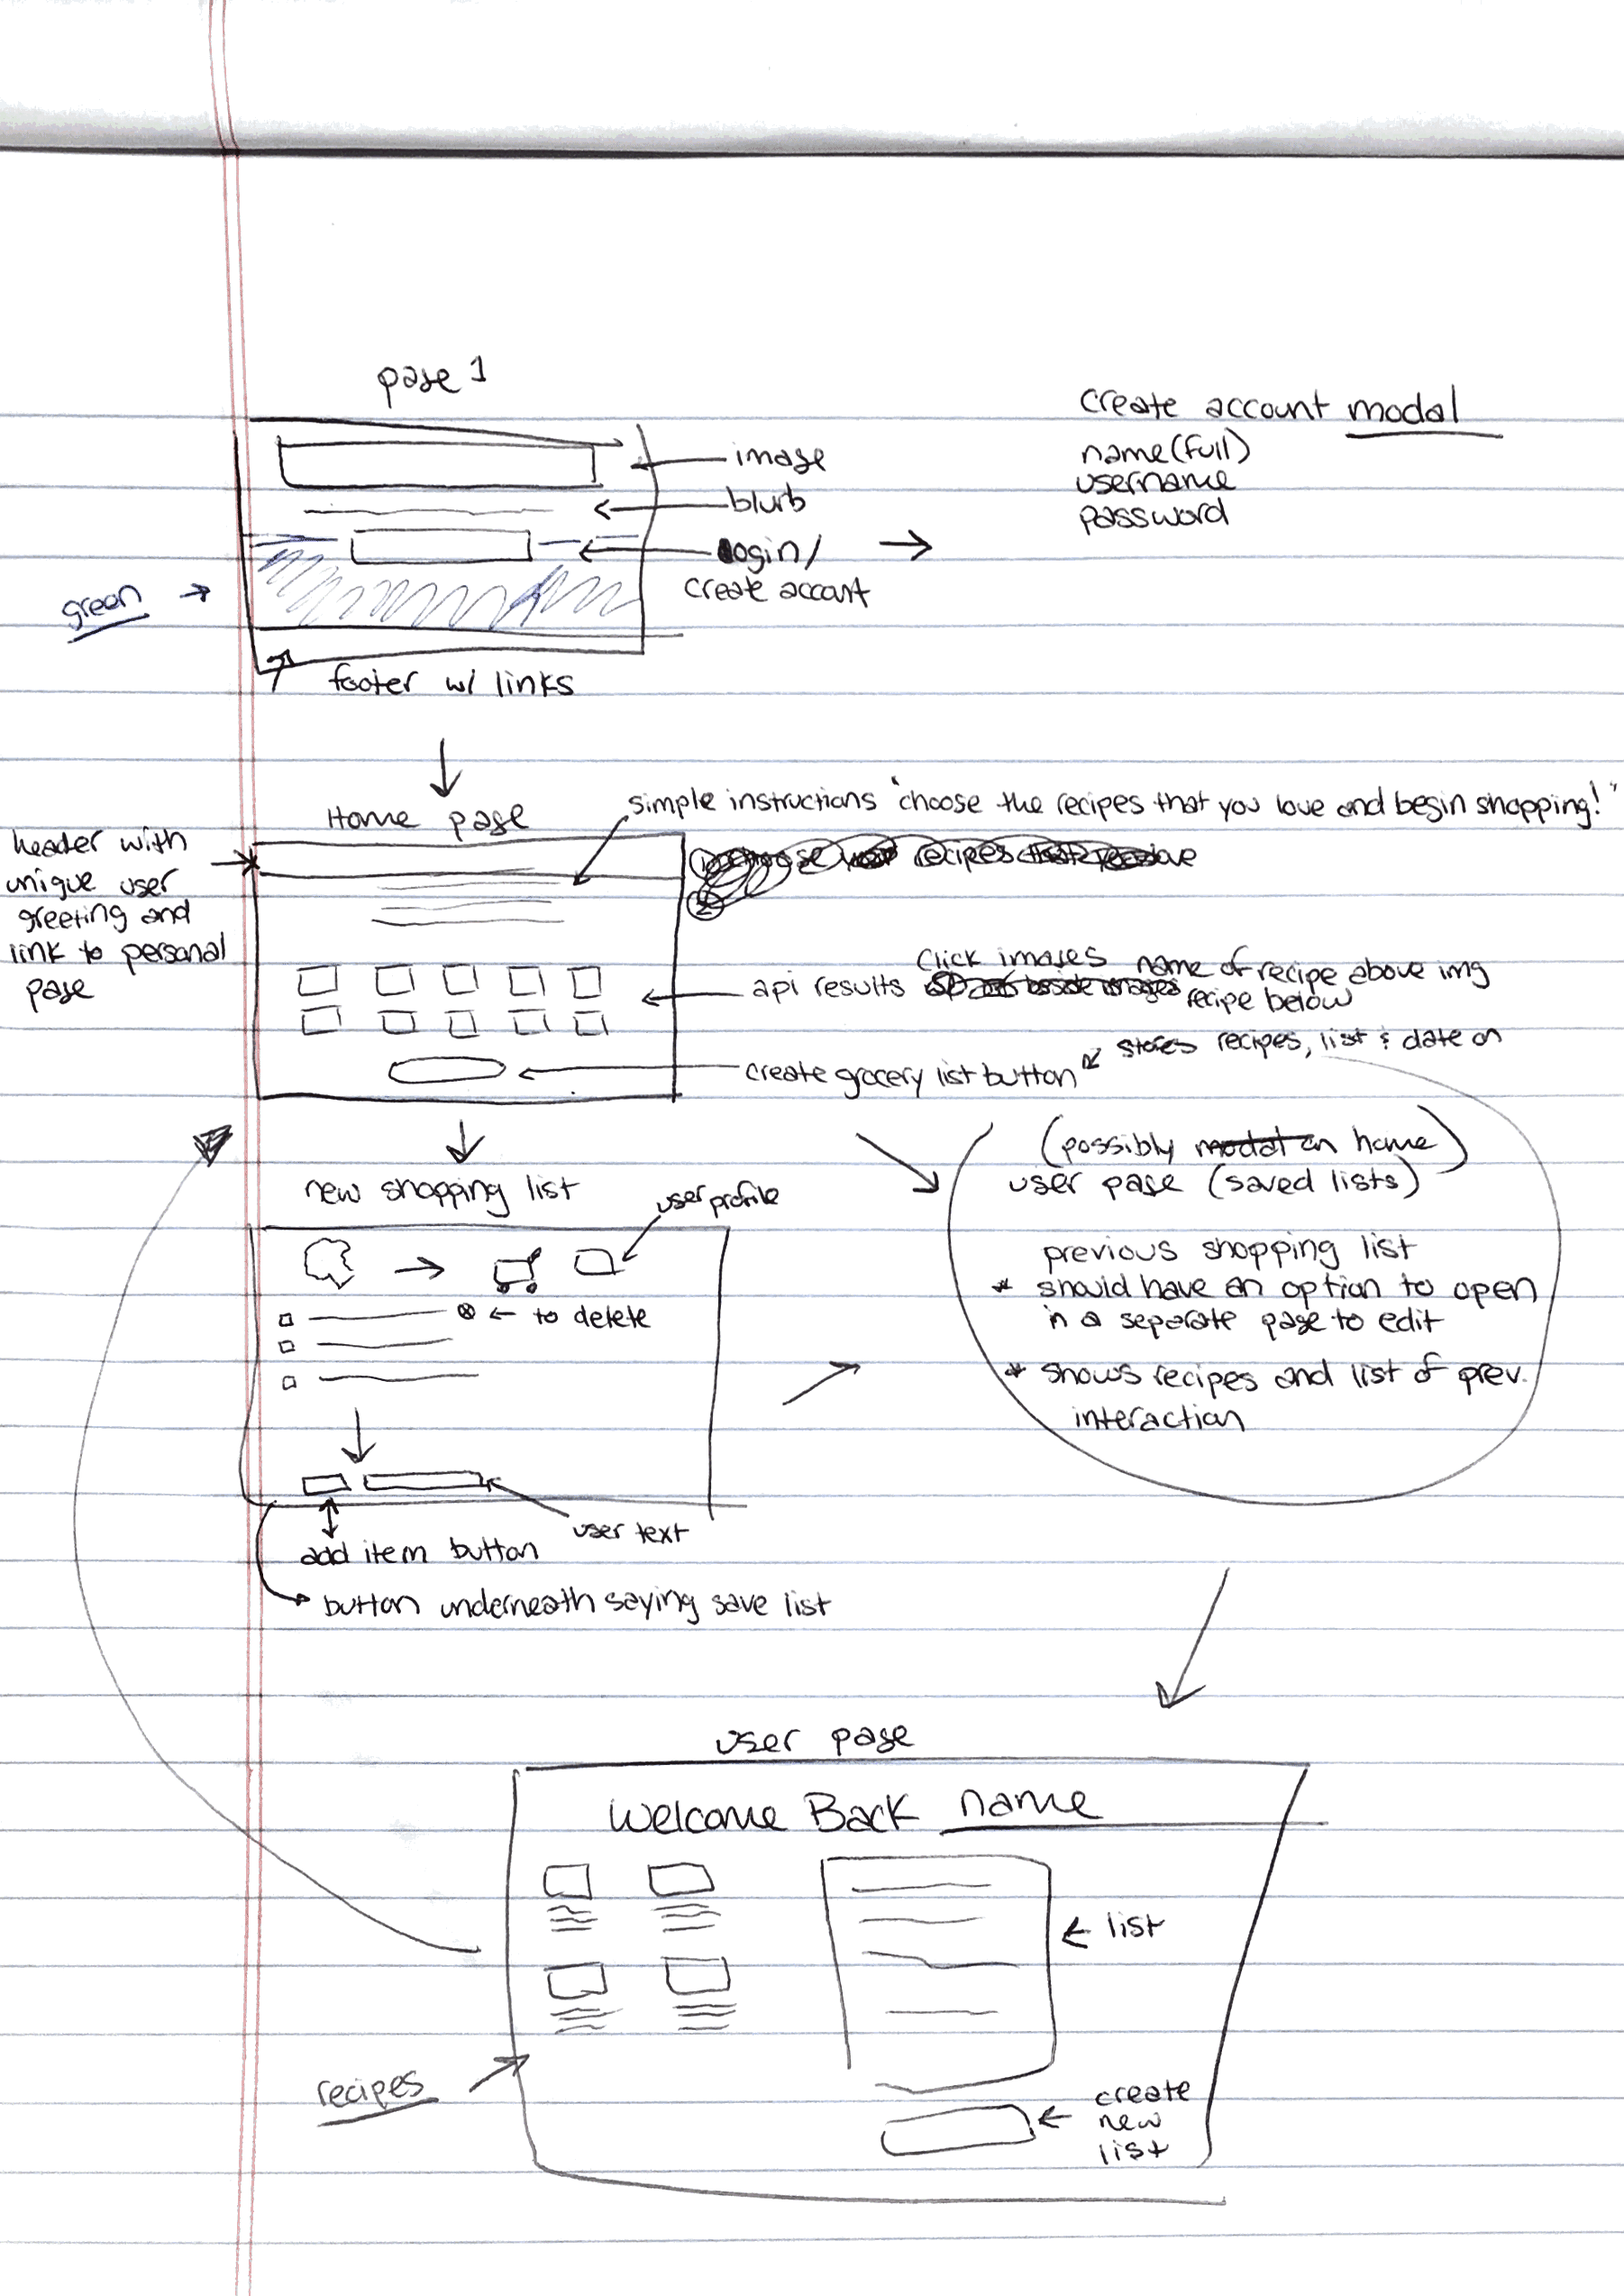 page 1
image
blurb
login/
create account
green →
footer w/ links
create account modal
name (full)
username
password
Home page
simple instructions "choose the recipes that you love and begin shopping!"
header with
unique user
greeting and
link to personal
page
recipes
2
api results
click images name of recipe above img
recipe below
create grocery list button
stores recipes, list & date on
(possibly modal on home)
user page (saved lists)
previous shopping list
* should have an option to open
in a seperate page to edit
* shows recipes and list of prev.
interaction
new shopping list
user profile
⊗ ← to delete
user text
add item button
button underneath saying save list
user page
Welcome Back name
← list
recipes
create
new
list